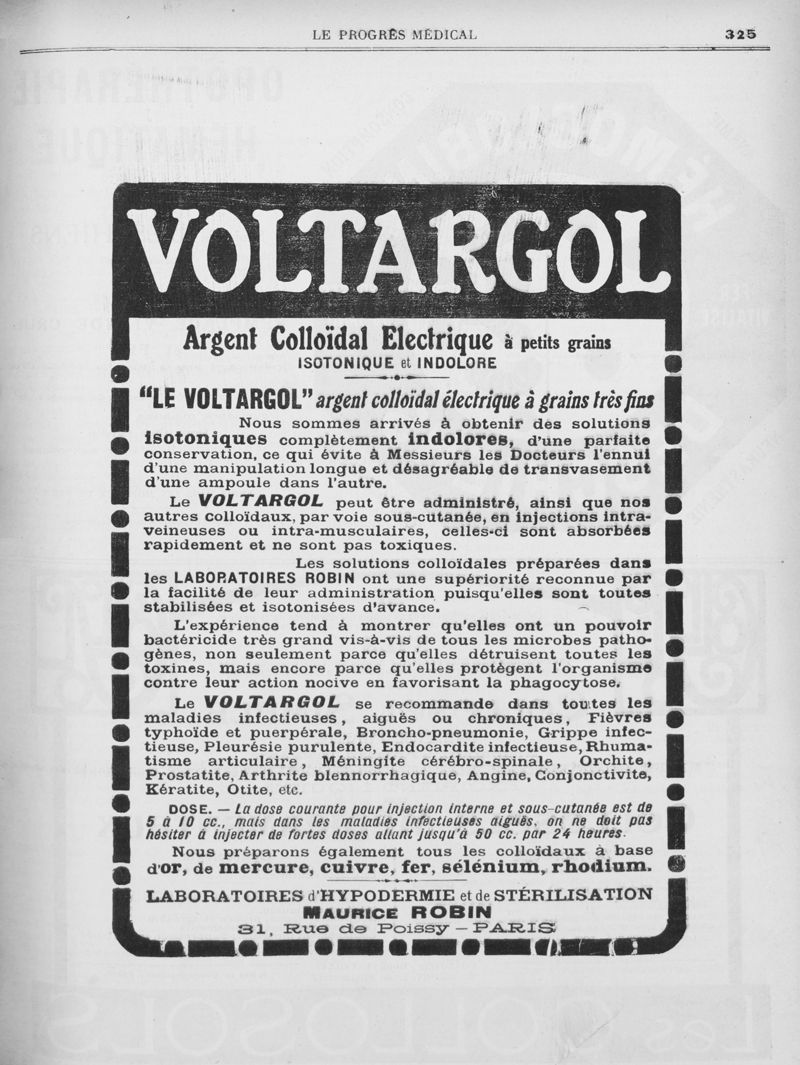 LE PROGRÈS MÉDICAL
325
VOLTARGOL
Argent Colloïdal Electrique à petits grains
ISOTONIQUE et INDOLORE
"LE VOLTARGOL" argent colloïdal électrique à grains très fins
Nous sommes arrivés à obtenir des solutions
isotoniques complètement indolores, d'une parfaite
conservation, ce qui évite à Messieurs les Docteurs l'ennui
d'une manipulation longue et désagréable de transvasement
d'une ampoule dans l'autre.
Le VOLTARGOL peut être administré, ainsi que nos
autres colloïdaux, par voie sous-cutanée, en injections intra-
veineuses ou intra-musculaires, celles-ci sont absorbées
rapidement et ne sont pas toxiques.
Les solutions colloïdales préparées dans
les LABORATOIRES ROBIN ont une supériorité reconnue par
la facilité de leur administration puisqu'elles sont toutes
stabilisées et isotonisées d'avance.
L'expérience tend à montrer qu'elles ont un pouvoir
bactéricide très grand vis-à-vis de tous les microbes patho-
gènes, non seulement parce qu'elles détruisent toutes les
toxines, mais encore parce qu'elles protègent l'organisme
contre leur action nocive en favorisant la phagocytose.
Le VOLTARGOL se recommande dans toutes les
maladies infectieuses, aiguës ou chroniques, Fièvres
typhoïde et puerpérale, Broncho-pneumonie, Grippe infec-
tieuse, Pleurésie purulente, Endocardite infectieuse, Rhuma-
tisme articulaire, Méningite cérébro-spinale, Orchite,
Prostatite, Arthrite blennorrhagique, Angine, Conjonctivite,
Kératite, Otite, etc.
DOSE. — La dose courante pour injection interne et sous-cutanée est de
5 à 10 cc., mais dans les maladies infectieuses aiguës, on ne doit pas
hésiter à injecter de fortes doses allant jusqu'à 50 cc. par 24 heures.
Nous préparons également tous les colloïdaux à base
d'or, de mercure, cuivre, fer, sélénium, rhodium.
LABORATOIRES d'HYPODERMIE et de STÉRILISATION
MAURICE ROBIN
31, Rue de Poissy — PARIS